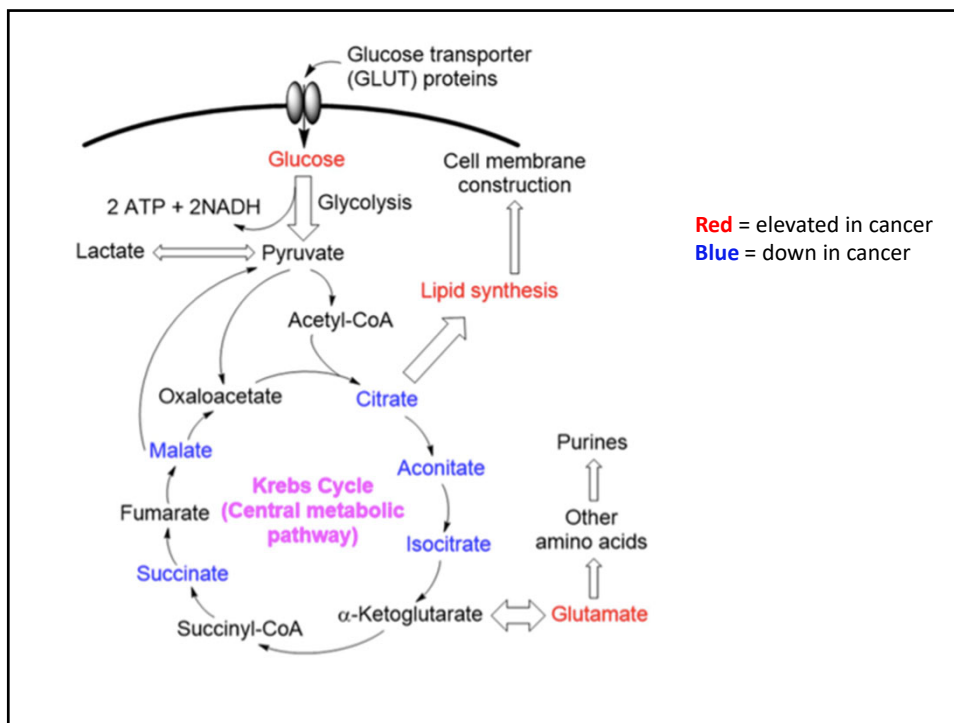 Glucose transporter
(GLUT) proteins
Glucose
Cell membrane
construction
2 ATP + 2NADH
Glycolysis
Red = elevated in cancer
Blue = down in cancer
Lactate
Pyruvate
Lipid synthesis
Acetyl-CoA
Oxaloacetate
Citrate
Malate
Aconitate
Purines
Krebs Cycle
(Central metabolic
pathway)
Fumarate
Isocitrate
Other
amino acids
Succinate
α-Ketoglutarate
Glutamate
Succinyl-CoA